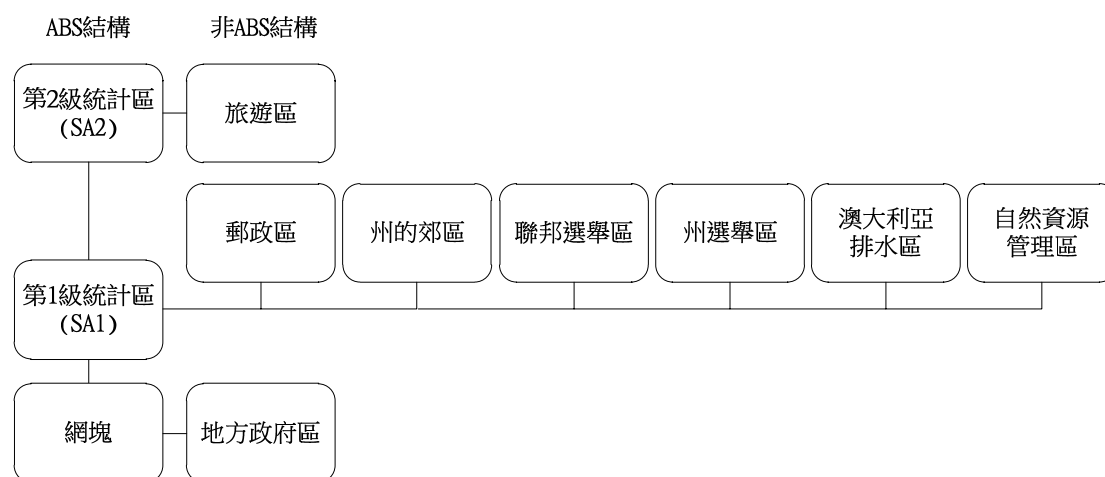 ABS結構
非ABS結構
第2級統計區
(SA2)
旅遊區
郵政區
州的郊區
聯邦選舉區
州選舉區
澳大利亞
排水區
自然資源
管理區
第1級統計區
(SA1)
網塊
地方政府區